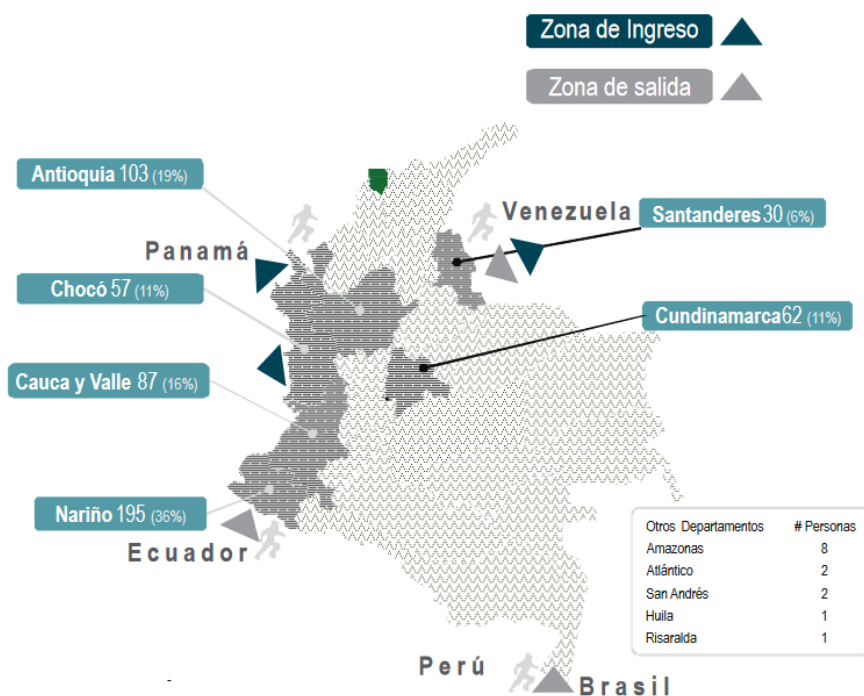 Zona de Ingreso
Zona de salida
Antioquia 103 (19%)
Venezuela
Santanderes 30 (6%)
Panamá
Chocó 57 (11%)
Cundinamarca 62 (11%)
Cauca y Valle 87 (16%)
Nariño 195 (36%)
Ecuador
Otros Departamentos # Personas
Amazonas 8
Atlántico 2
San Andrés 2
Huila 1
Risaralda 1
Perú
Brasil